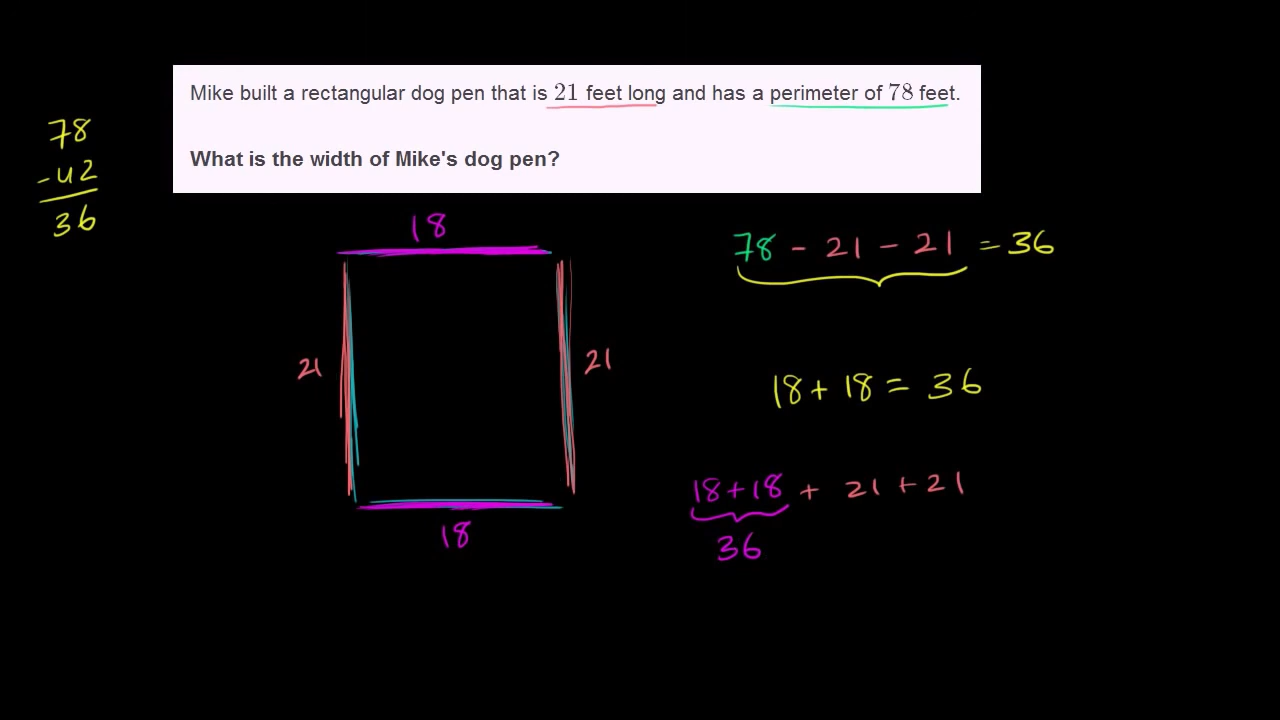 Mike built a rectangular dog pen that is 21 feet long and has a perimeter of 78 feet.
What is the width of Mike's dog pen?
78
-42
36
18
21
21
18
78 - 21 - 21 = 36
18+18 = 36
18+18 + 21 + 21
36